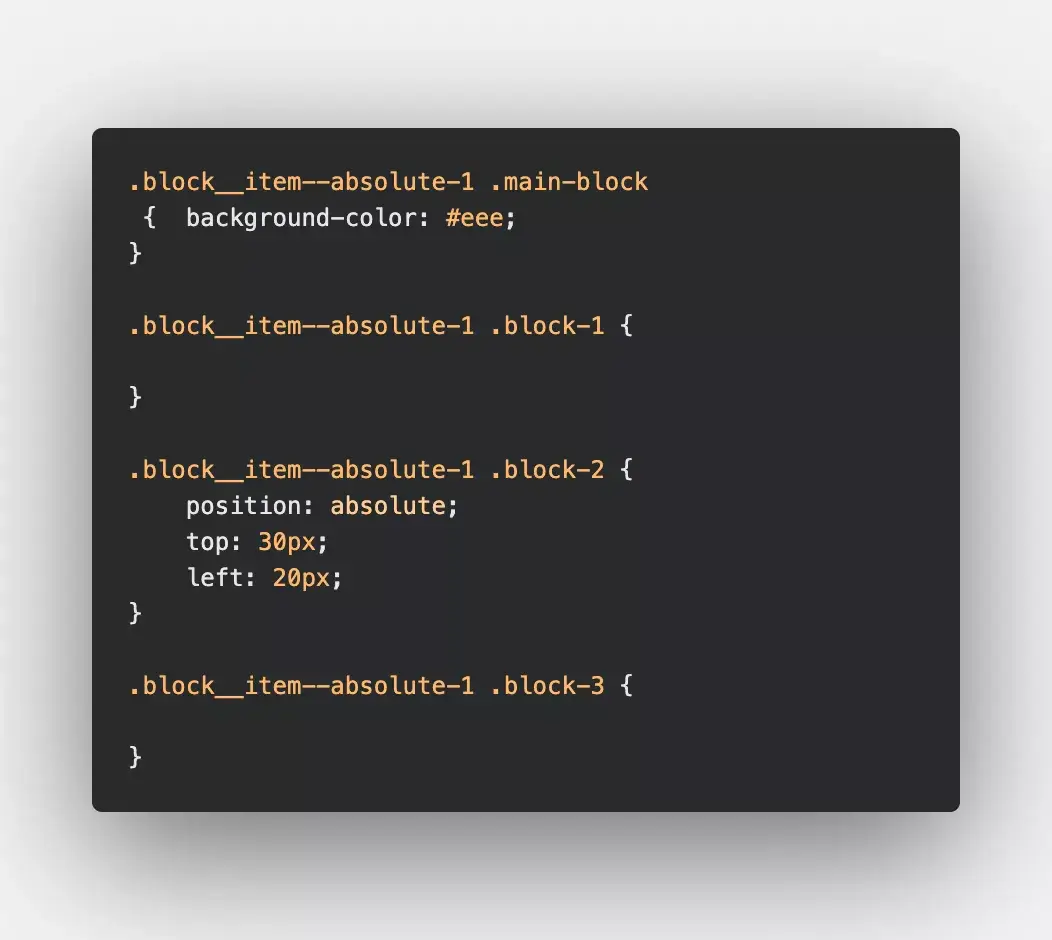 .block__item--absolute-1 .main-block
 {  background-color: #eee;
}
.block__item--absolute-1 .block-1 {
}
.block__item--absolute-1 .block-2 {
    position: absolute;
    top: 30px;
    left: 20px;
}
.block__item--absolute-1 .block-3 {
}